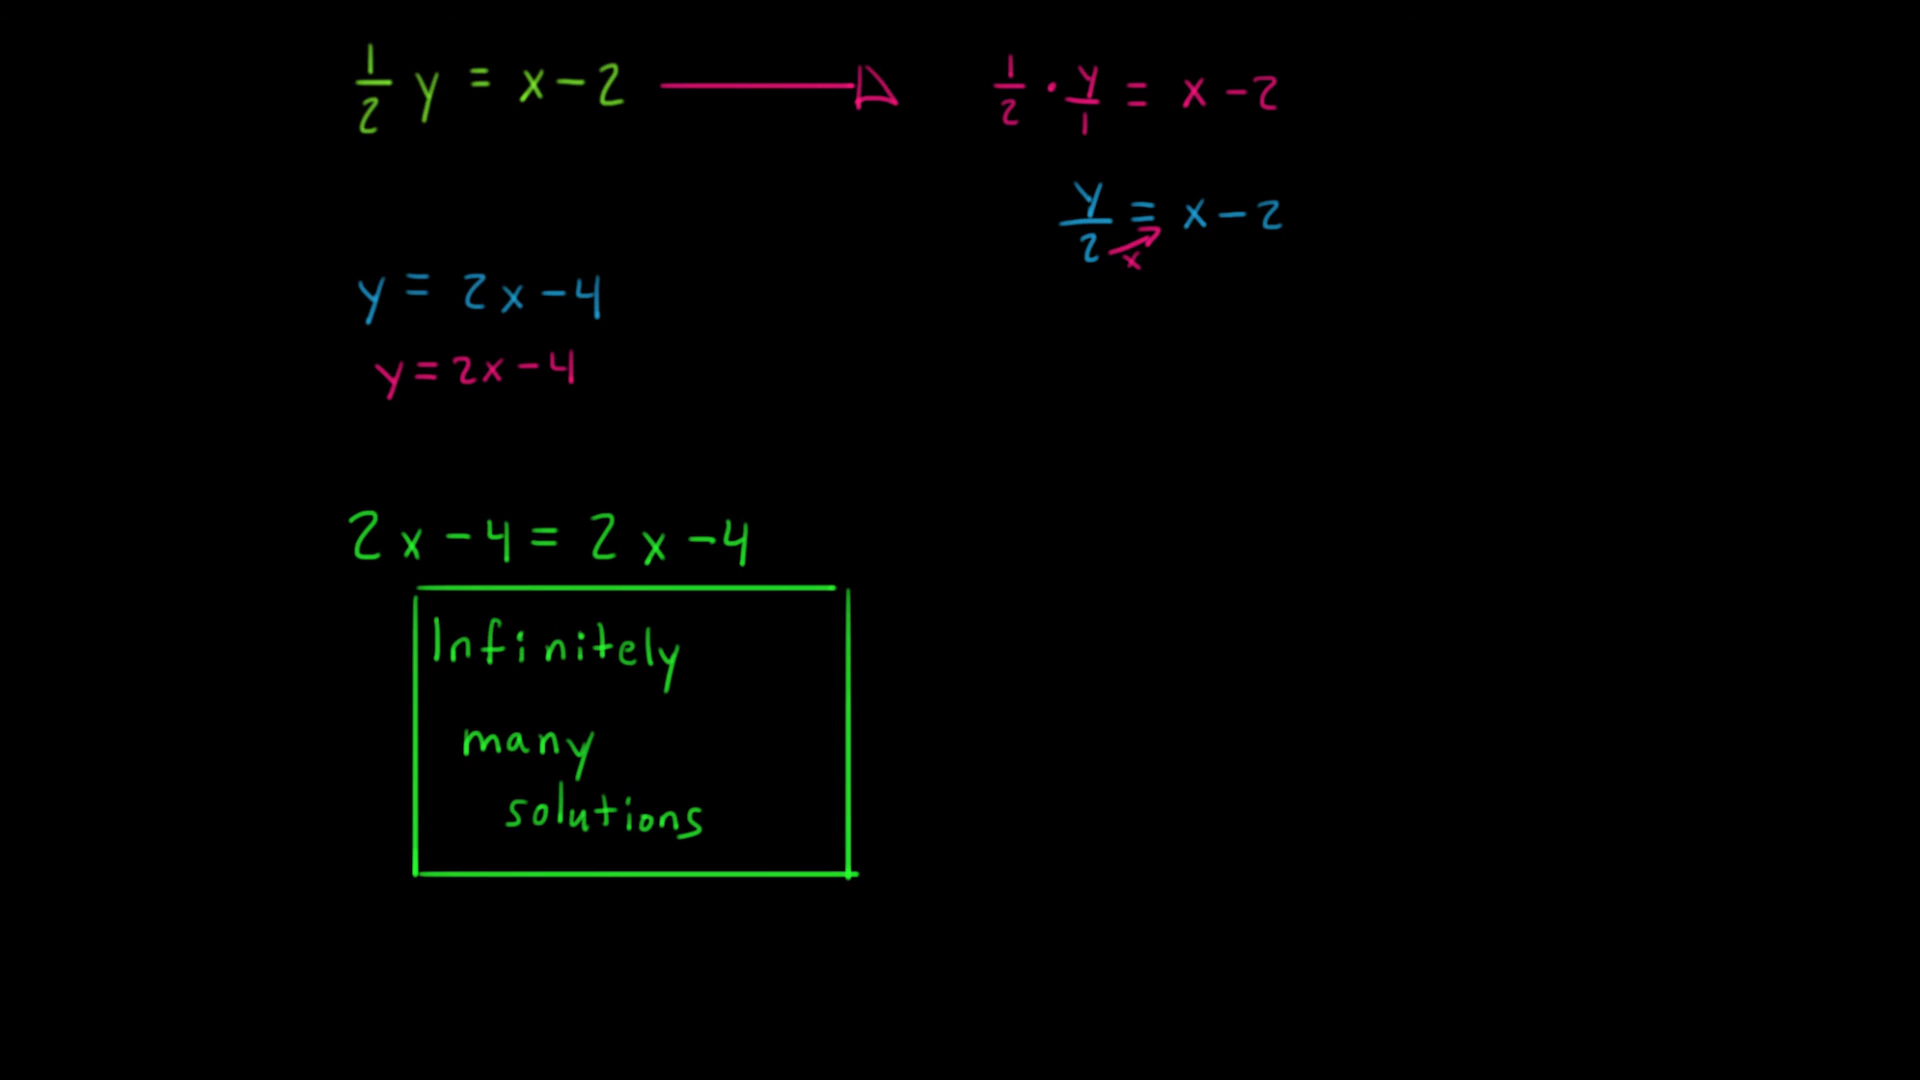 1/2 y = x - 2 → 1/2 · y/1 = x - 2
y/2 = x - 2
x
y = 2x - 4
y = 2x - 4
2x - 4 = 2x - 4
Infinitely
many
solutions